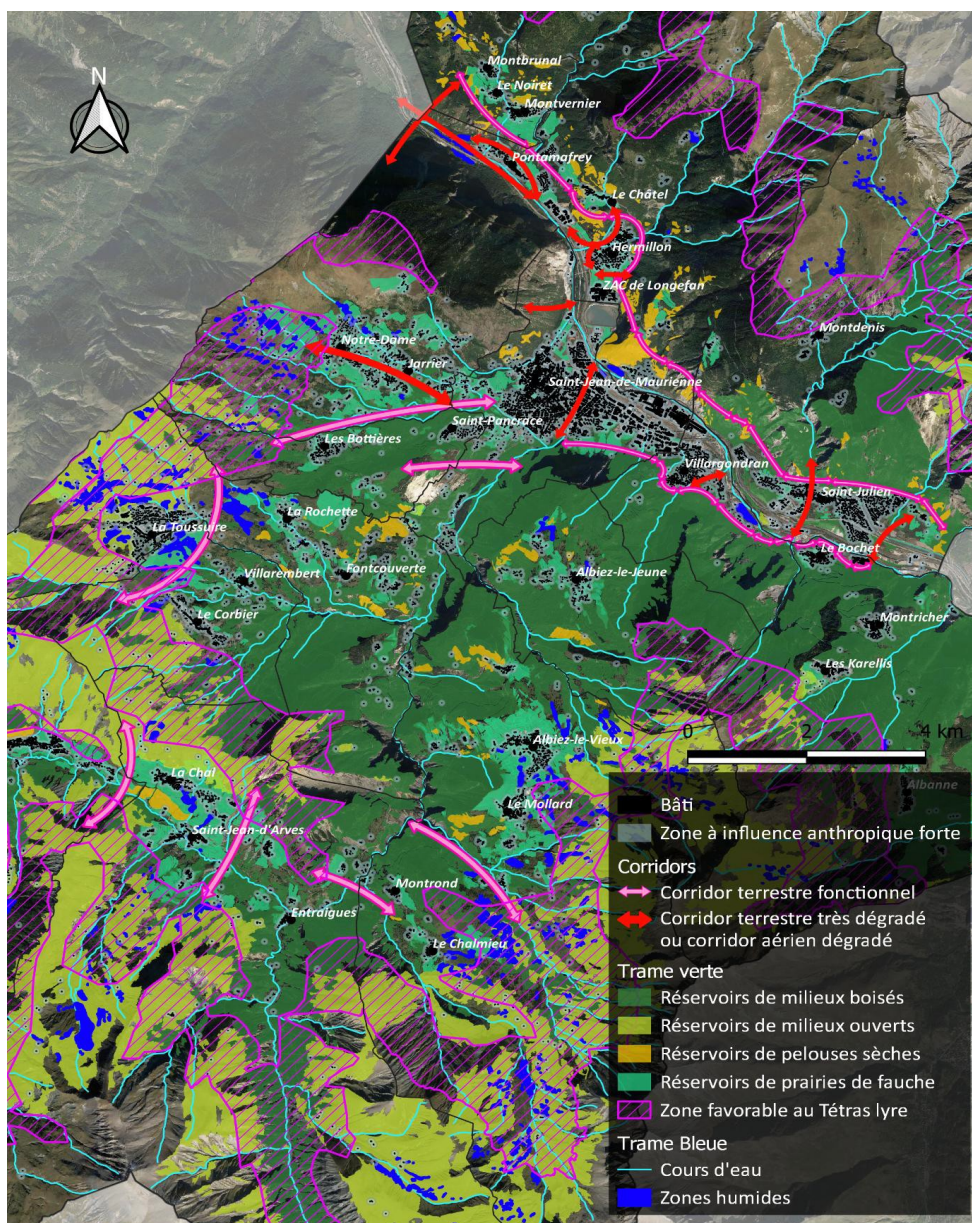 N
Montbrunal
Le Noiret
Montvernier
Pontamafrey
Le Châtel
Hermillon
ZAC de Longefan
Montdenis
Notre-Dame
Jarrier
Saint-Jean-de-Maurienne
Saint-Pancrace
Les Bottières
Villargondran
Saint-Julien
La Rochette
La Toussuire
Le Bochet
Villarembert
Fontcouverte
Albiez-le-Jeune
Le Corbier
Montricher
Les Karellis
0 2 4 km
Albiez-le-Vieux
La Chal
Albanne
Le Mollard
Saint-Jean-d'Arves
Montrond
Entraigues
Le Chalmieu
Bâti
Zone à influence anthropique forte
Corridors
Corridor terrestre fonctionnel
Corridor terrestre très dégradé
ou corridor aérien dégradé
Trame verte
Réservoirs de milieux boisés
Réservoirs de milieux ouverts
Réservoirs de pelouses sèches
Réservoirs de prairies de fauche
Zone favorable au Tétras lyre
Trame Bleue
Cours d'eau
Zones humides